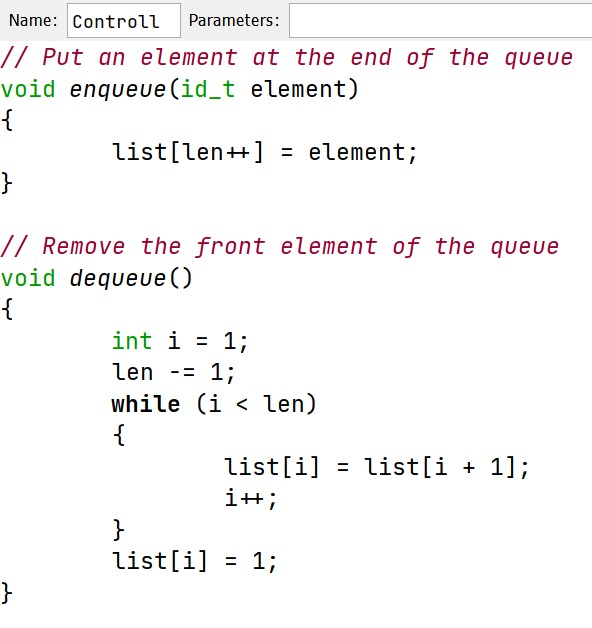 Name: Controll Parameters:
// Put an element at the end of the queue
void enqueue(id_t element)
{
        list[len++] = element;
}

// Remove the front element of the queue
void dequeue()
{
        int i = 1;
        len -= 1;
        while (i < len)
        {
                list[i] = list[i + 1];
                i++;
        }
        list[i] = 1;
}